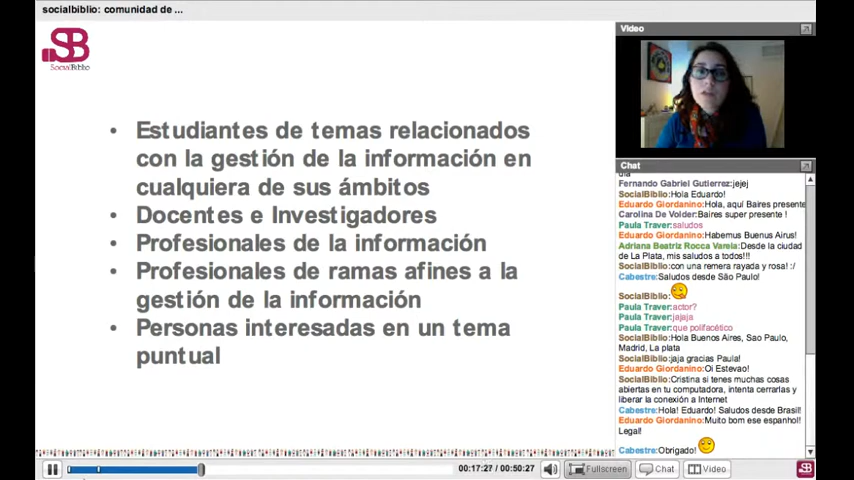 socialbiblio: comunidad de ...
SB
SocialBiblio
• Estudiantes de temas relacionados
con la gestión de la información en
cualquiera de sus ámbitos
• Docentes e Investigadores
• Profesionales de la información
• Profesionales de ramas afines a la
gestión de la información
• Personas interesadas en un tema
puntual
Video
Chat
día
Fernando Gabriel Gutierrez:jejej
SocialBiblio:Hola Eduardo!
Eduardo Giordanino:Hola, aquí Baires presente
Carolina De Volder:Baires super presente !
Paula Traver:saludos
Eduardo Giordanino:Habemus Buenus Aires!
Adriana Beatriz Rocca Varela:Desde la ciudad
de La Plata, mis saludos a todos!!!
SocialBiblio:con una remera rayada y rosa! :/
Cabestre:Saludos desde São Paulo!
SocialBiblio:
Paula Traver:actor?
Paula Traver:jajaja
Paula Traver:que polifacético
SocialBiblio:Hola Buenos Aires, Sao Paulo,
Madrid, La plata
SocialBiblio:jaja gracias Paula!
Eduardo Giordanino:Oi Estevao!
SocialBiblio:Cristina si tenes muchas cosas
abiertas en tu computadora, intenta cerrarlas y
liberar la conexión a Internet
Cabestre:Hola! Eduardo! Saludos desde Brasil!
Eduardo Giordanino:Muito bom ese espanhol!
Legal!
Cabestre:Obrigado!
00:17:27 / 00:50:27
Fullscreen
Chat
Video
SB